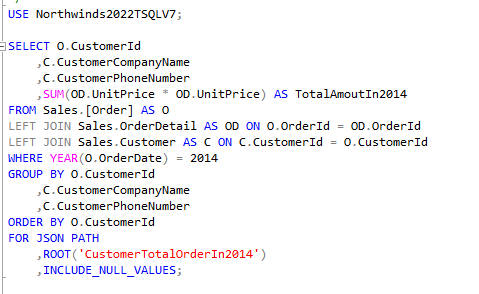 USE Northwinds2022TSQLV7;
SELECT O.CustomerId
,C.CustomerCompanyName
,C.CustomerPhoneNumber
,SUM(OD.UnitPrice * OD.UnitPrice) AS TotalAmoutIn2014
FROM Sales.[Order] AS O
LEFT JOIN Sales.OrderDetail AS OD ON O.OrderId = OD.OrderId
LEFT JOIN Sales.Customer AS C ON C.CustomerId = O.CustomerId
WHERE YEAR(O.OrderDate) = 2014
GROUP BY O.CustomerId
,C.CustomerCompanyName
,C.CustomerPhoneNumber
ORDER BY O.CustomerId
FOR JSON PATH
,ROOT('CustomerTotalOrderIn2014')
,INCLUDE_NULL_VALUES;